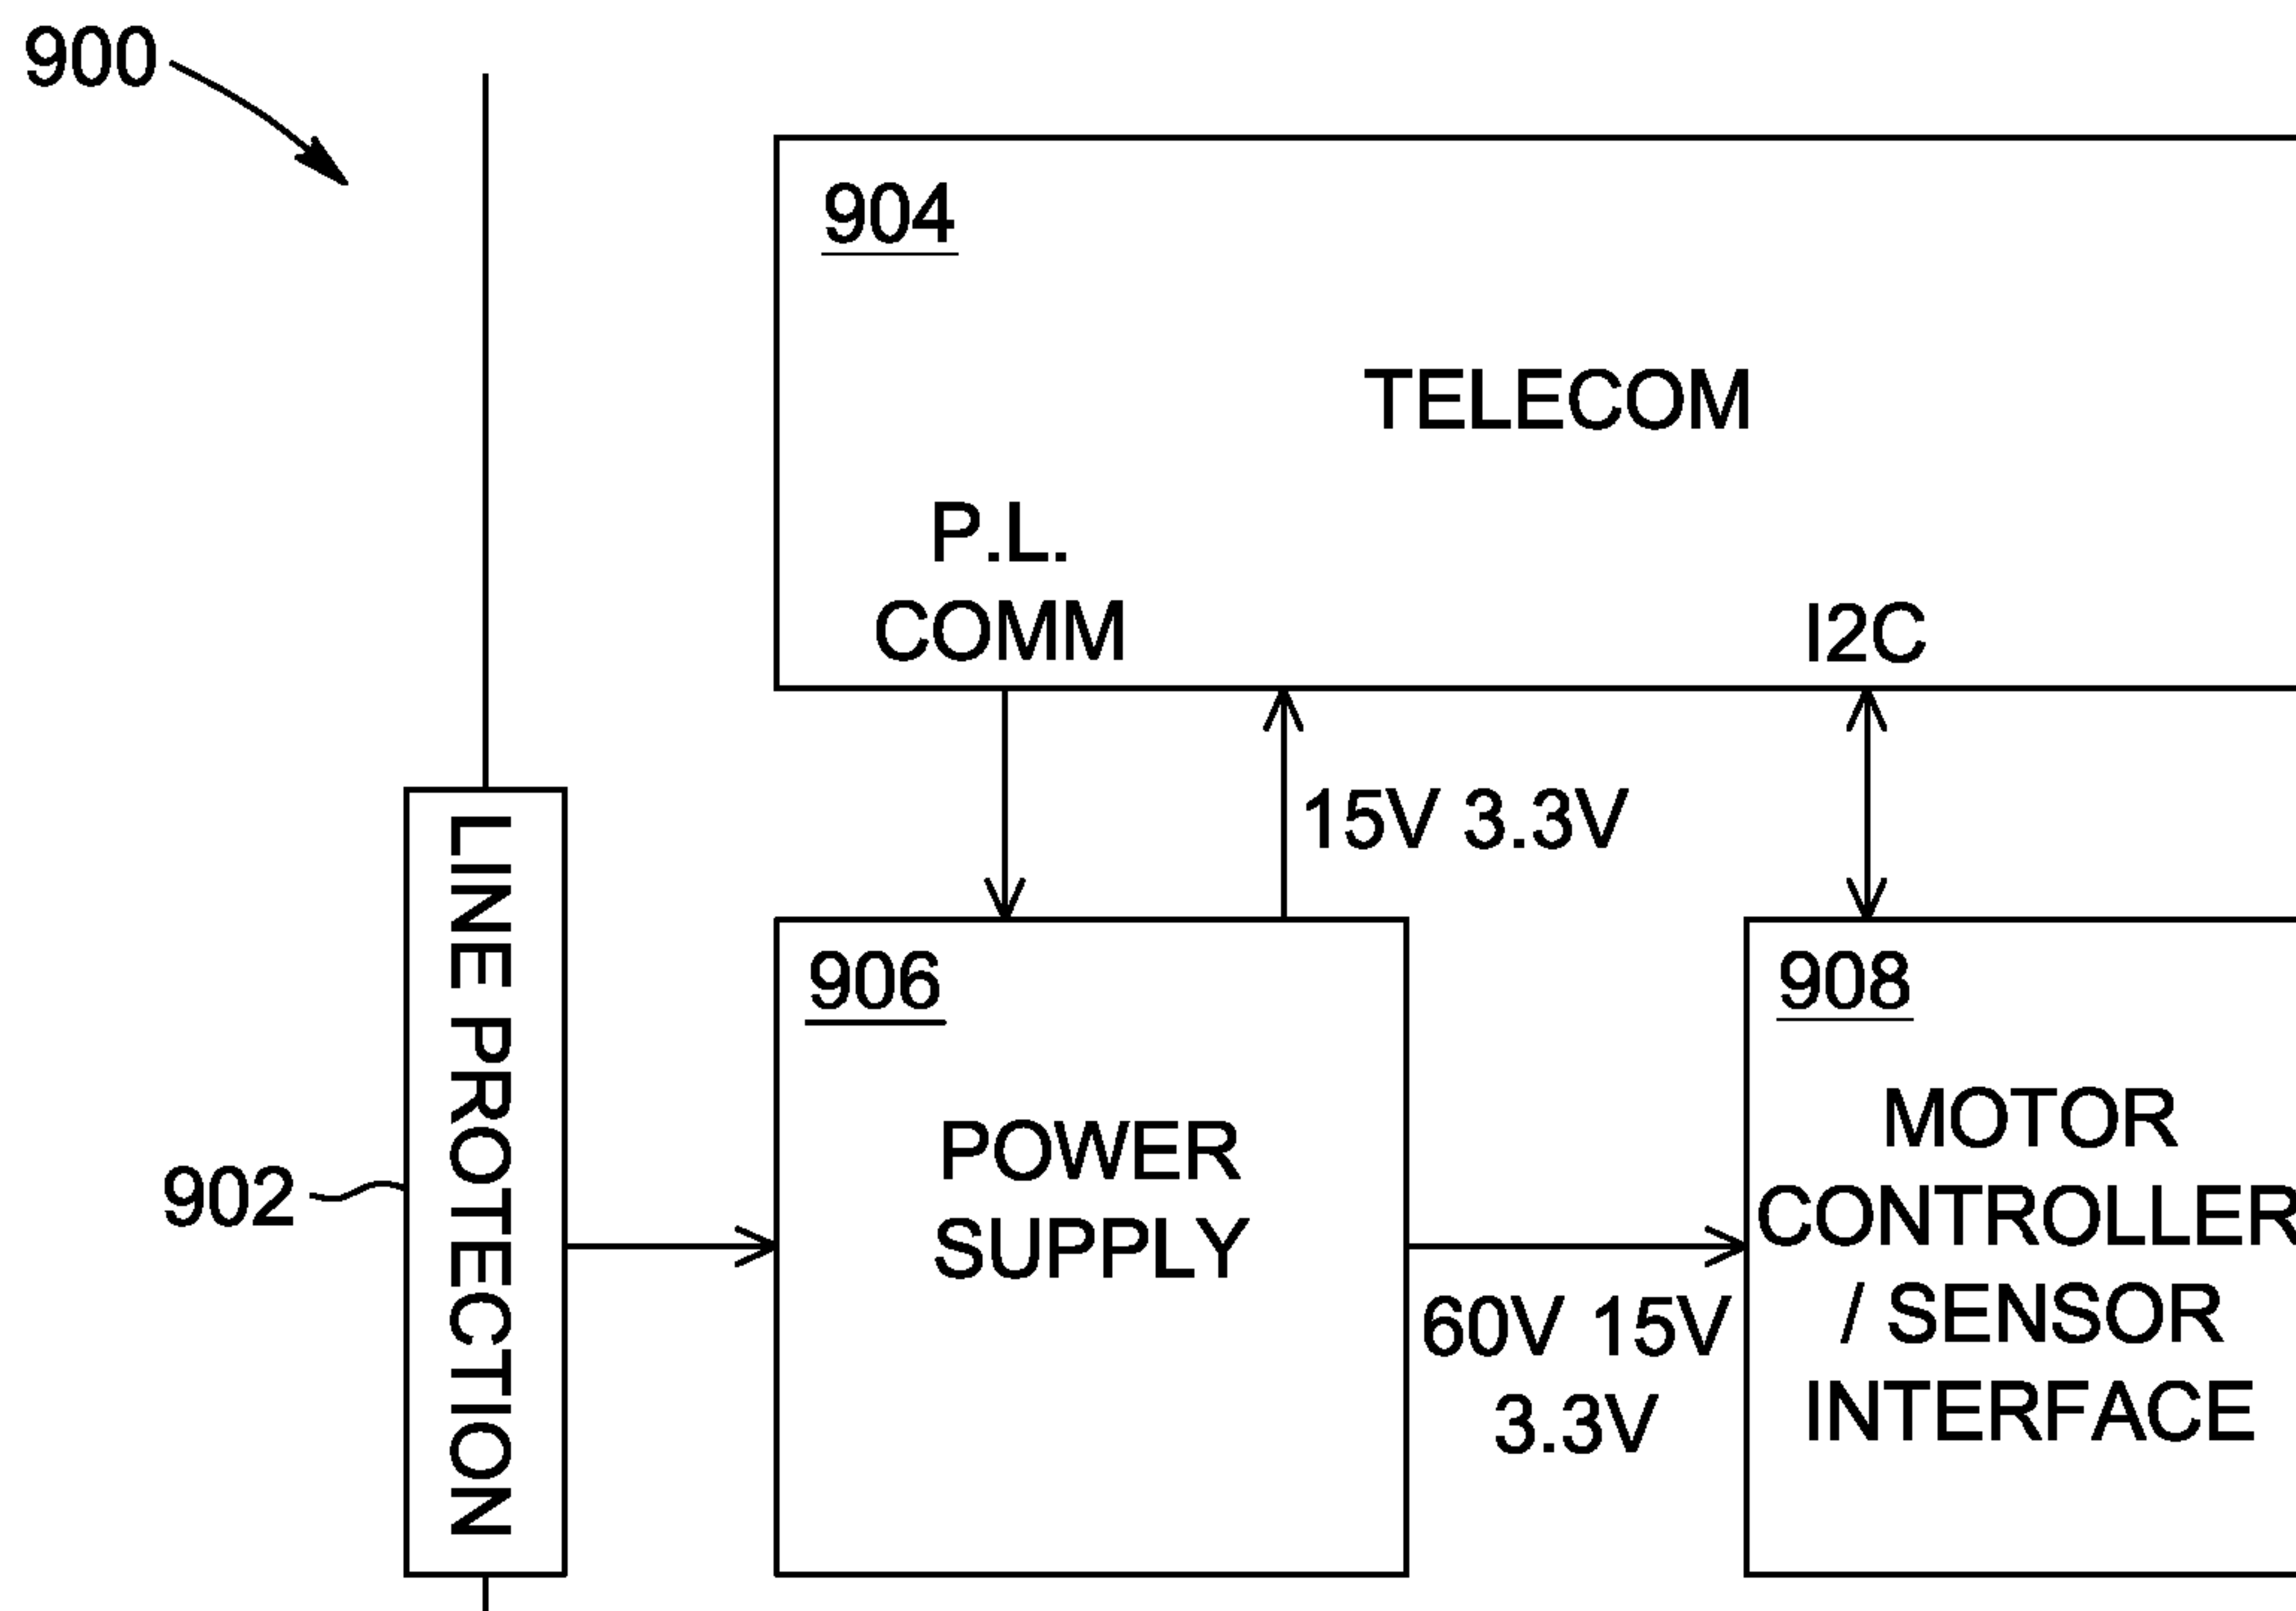 900
904
TELECOM
P.L.
COMM
I2C
15V 3.3V
LINE PROTECTION
902
906
POWER
SUPPLY
60V 15V
3.3V
908
MOTOR
CONTROLLER
/ SENSOR
INTERFACE